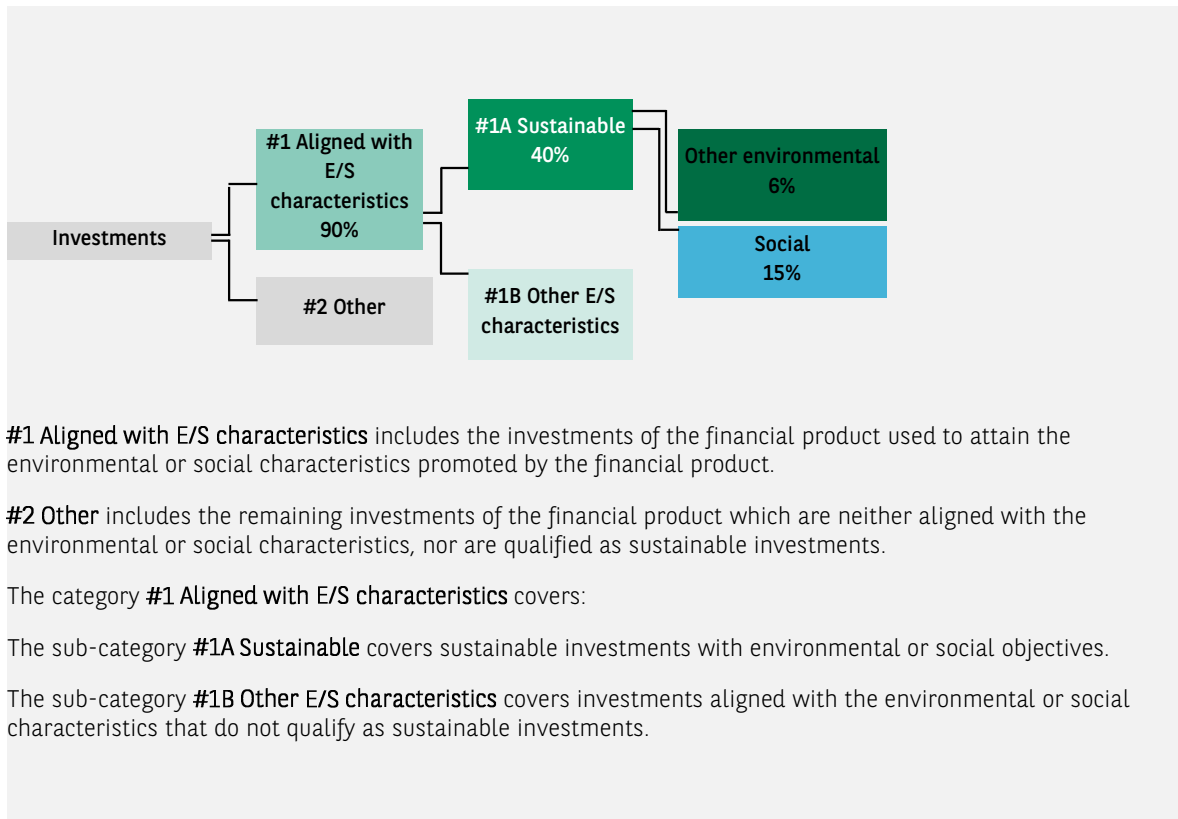 Investments
#1 Aligned with
E/S
characteristics
90%
#2 Other
#1A Sustainable
40%
#1B Other E/S
characteristics
Other environmental
6%
Social
15%
#1 Aligned with E/S characteristics includes the investments of the financial product used to attain the
environmental or social characteristics promoted by the financial product.
#2 Other includes the remaining investments of the financial product which are neither aligned with the
environmental or social characteristics, nor are qualified as sustainable investments.
The category #1 Aligned with E/S characteristics covers:
The sub-category #1A Sustainable covers sustainable investments with environmental or social objectives.
The sub-category #1B Other E/S characteristics covers investments aligned with the environmental or social
characteristics that do not qualify as sustainable investments.